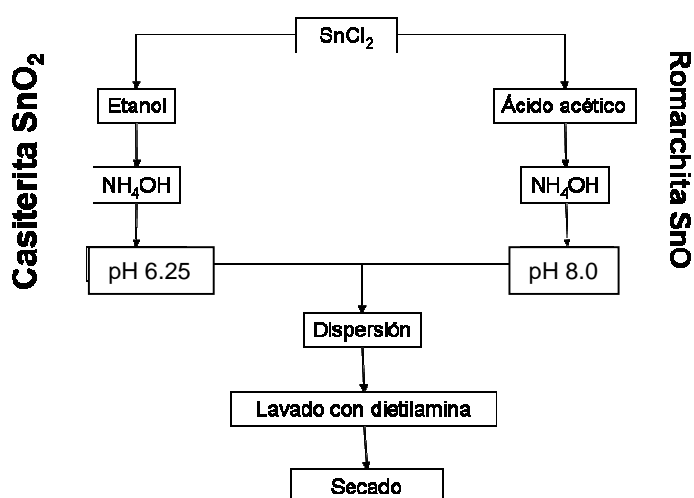 SnCl₂
Casiterita SnO₂
Romarchita SnO
Etanol
Ácido acético
NH₄OH
NH₄OH
pH 6.25
pH 8.0
Dispersión
Lavado con dietilamina
Secado